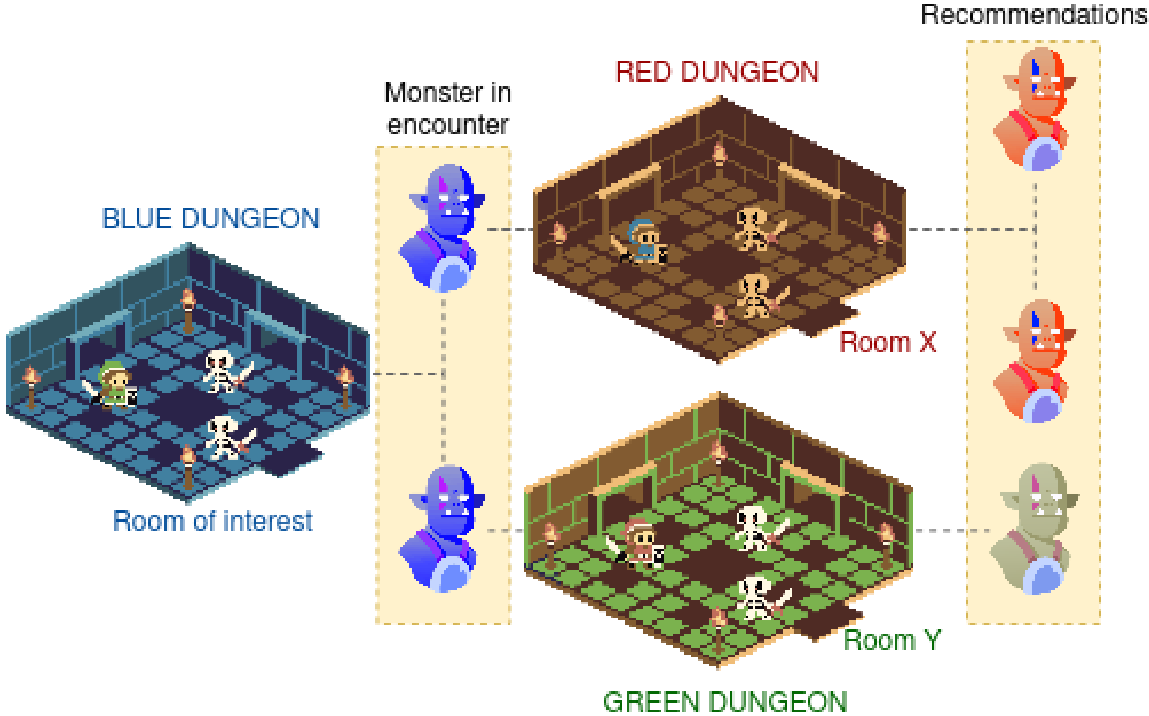 Recommendations
RED DUNGEON
Monster in
encounter
BLUE DUNGEON
Room X
Room of interest
Room Y
GREEN DUNGEON